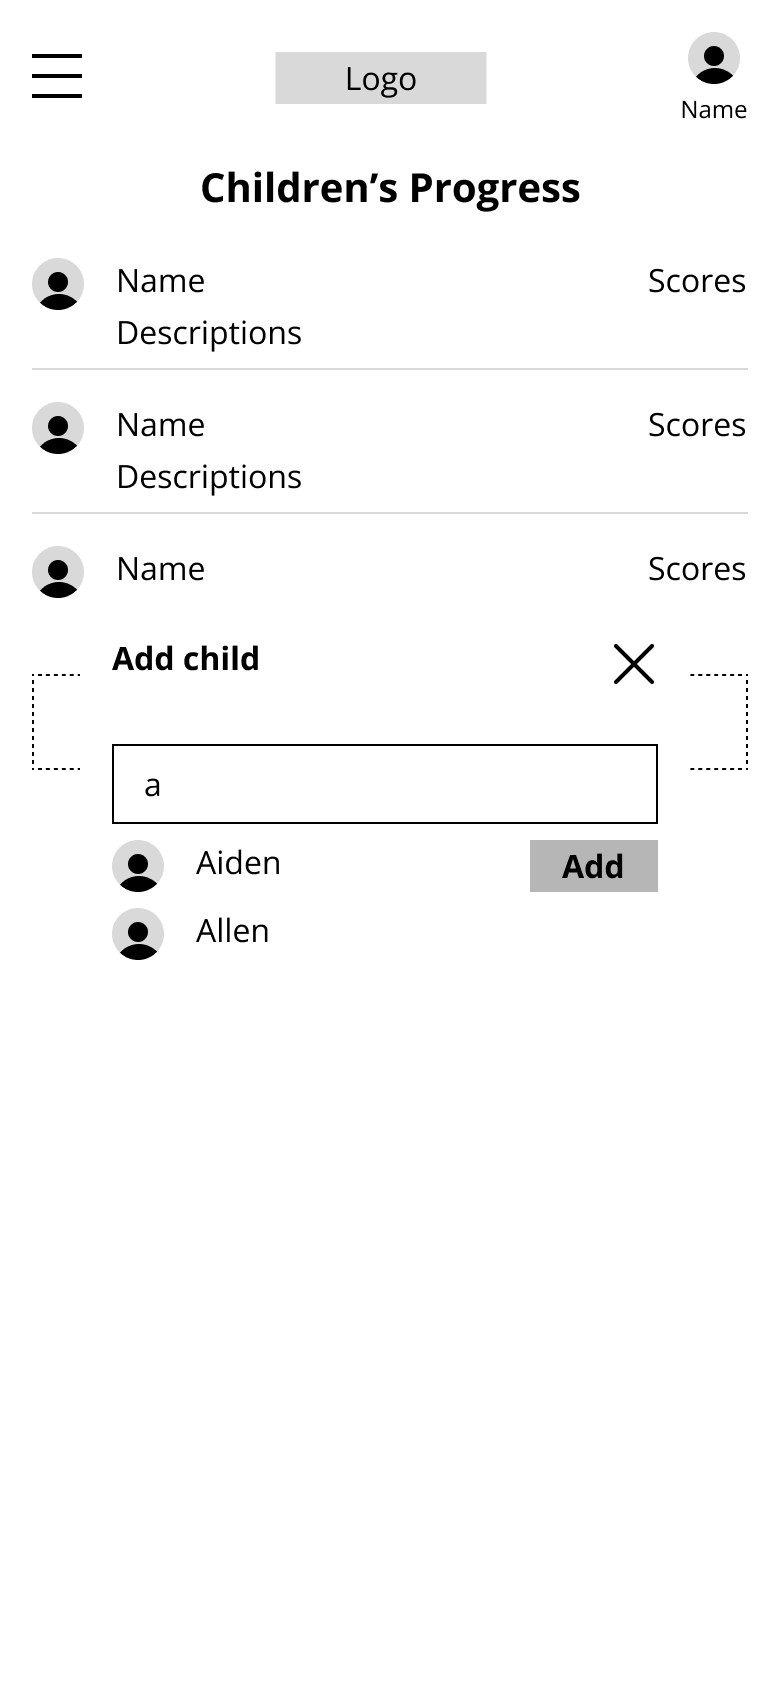 Logo
Name
Children’s Progress
Name Scores
Descriptions
Name Scores
Descriptions
Name Scores
Add child
a
Aiden Add
Allen